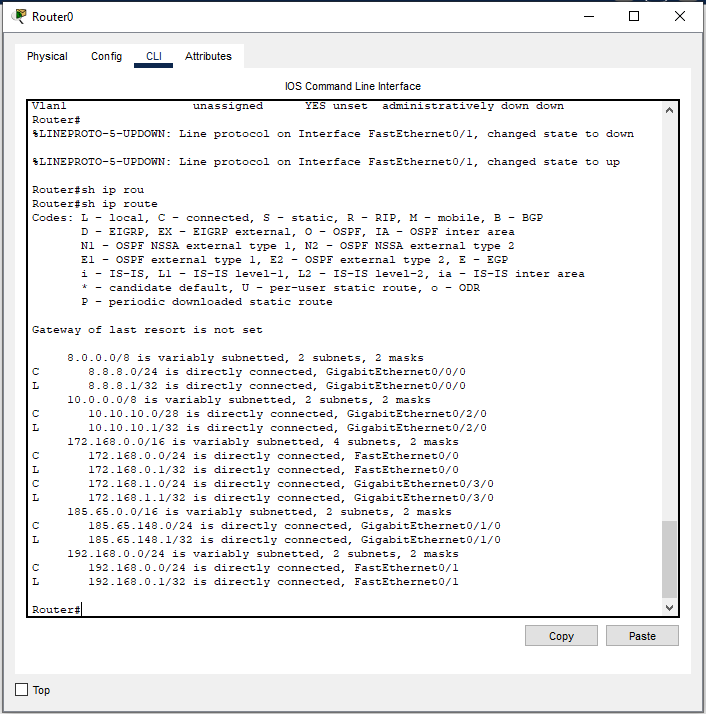 Router0
Physical Config CLI Attributes
IOS Command Line Interface
Vlan1 unassigned YES unset administratively down down
Router#
%LINEPROTO-5-UPDOWN: Line protocol on Interface FastEthernet0/1, changed state to down
%LINEPROTO-5-UPDOWN: Line protocol on Interface FastEthernet0/1, changed state to up
Router#sh ip rou
Router#sh ip route
Codes: L - local, C - connected, S - static, R - RIP, M - mobile, B - BGP
D - EIGRP, EX - EIGRP external, O - OSPF, IA - OSPF inter area
N1 - OSPF NSSA external type 1, N2 - OSPF NSSA external type 2
E1 - OSPF external type 1, E2 - OSPF external type 2, E - EGP
i - IS-IS, L1 - IS-IS level-1, L2 - IS-IS level-2, ia - IS-IS inter area
* - candidate default, U - per-user static route, o - ODR
P - periodic downloaded static route
Gateway of last resort is not set
8.0.0.0/8 is variably subnetted, 2 subnets, 2 masks
C 8.8.8.0/24 is directly connected, GigabitEthernet0/0/0
L 8.8.8.1/32 is directly connected, GigabitEthernet0/0/0
10.0.0.0/8 is variably subnetted, 2 subnets, 2 masks
C 10.10.10.0/28 is directly connected, GigabitEthernet0/2/0
L 10.10.10.1/32 is directly connected, GigabitEthernet0/2/0
172.168.0.0/16 is variably subnetted, 4 subnets, 2 masks
C 172.168.0.0/24 is directly connected, FastEthernet0/0
L 172.168.0.1/32 is directly connected, FastEthernet0/0
C 172.168.1.0/24 is directly connected, GigabitEthernet0/3/0
L 172.168.1.1/32 is directly connected, GigabitEthernet0/3/0
185.65.0.0/16 is variably subnetted, 2 subnets, 2 masks
C 185.65.148.0/24 is directly connected, GigabitEthernet0/1/0
L 185.65.148.1/32 is directly connected, GigabitEthernet0/1/0
192.168.0.0/24 is variably subnetted, 2 subnets, 2 masks
C 192.168.0.0/24 is directly connected, FastEthernet0/1
L 192.168.0.1/32 is directly connected, FastEthernet0/1
Router#
Copy Paste
Top